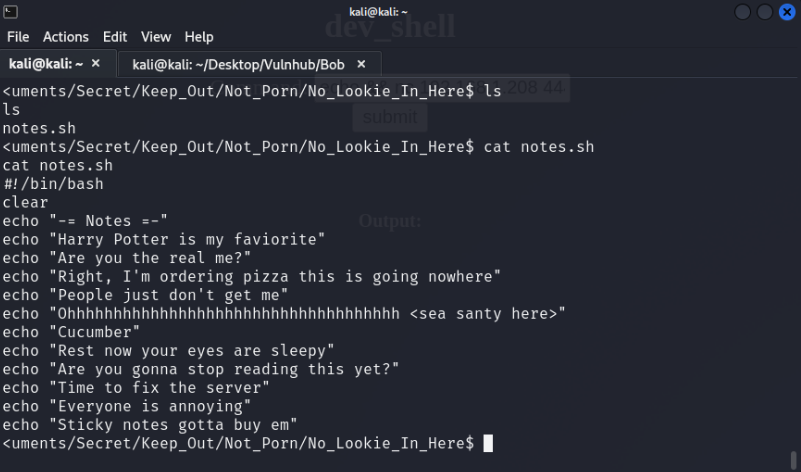 kali@kali: ~
dev_shell
File Actions Edit View Help
kali@kali: ~ × kali@kali: ~/Desktop/Vulnhub/Bob ×
<uments/Secret/Keep_Out/Not_Porn/No_Lookie_In_Here$ ls
ls
submit
notes.sh
<uments/Secret/Keep_Out/Not_Porn/No_Lookie_In_Here$ cat notes.sh
cat notes.sh
#!/bin/bash
clear
echo "-= Notes =-"
Output:
echo "Harry Potter is my faviorite"
echo "Are you the real me?"
echo "Right, I'm ordering pizza this is going nowhere"
echo "People just don't get me"
echo "Ohhhhhhhhhhhhhhhhhhhhhhhhhhhhhhhhhhhh <sea santy here>"
echo "Cucumber"
echo "Rest now your eyes are sleepy"
echo "Are you gonna stop reading this yet?"
echo "Time to fix the server"
echo "Everyone is annoying"
echo "Sticky notes gotta buy em"
<uments/Secret/Keep_Out/Not_Porn/No_Lookie_In_Here$